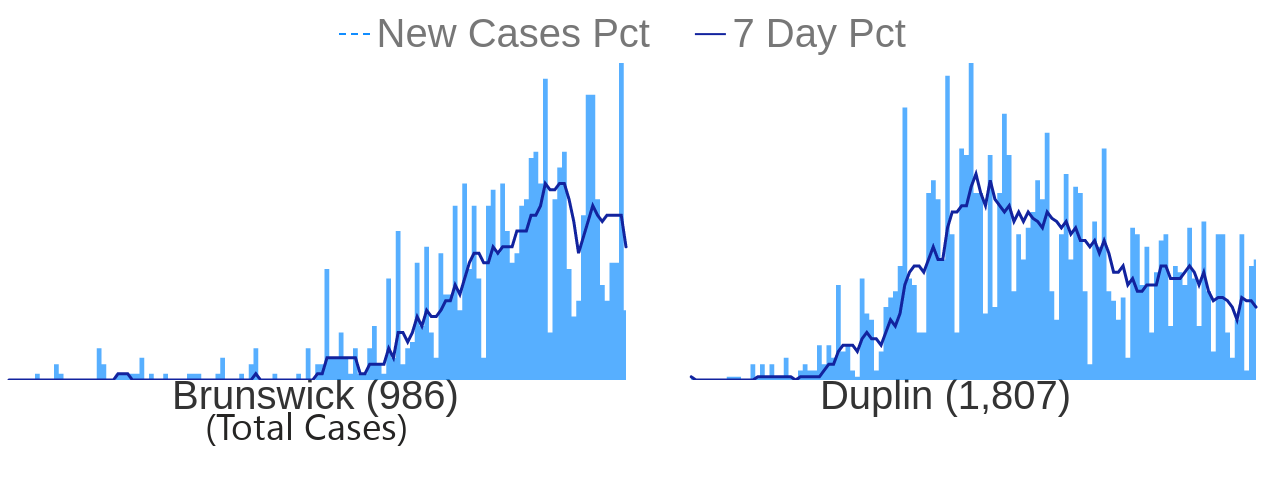 New Cases Pct 7 Day Pct
Brunswick (986) Duplin (1,807)
(Total Cases)